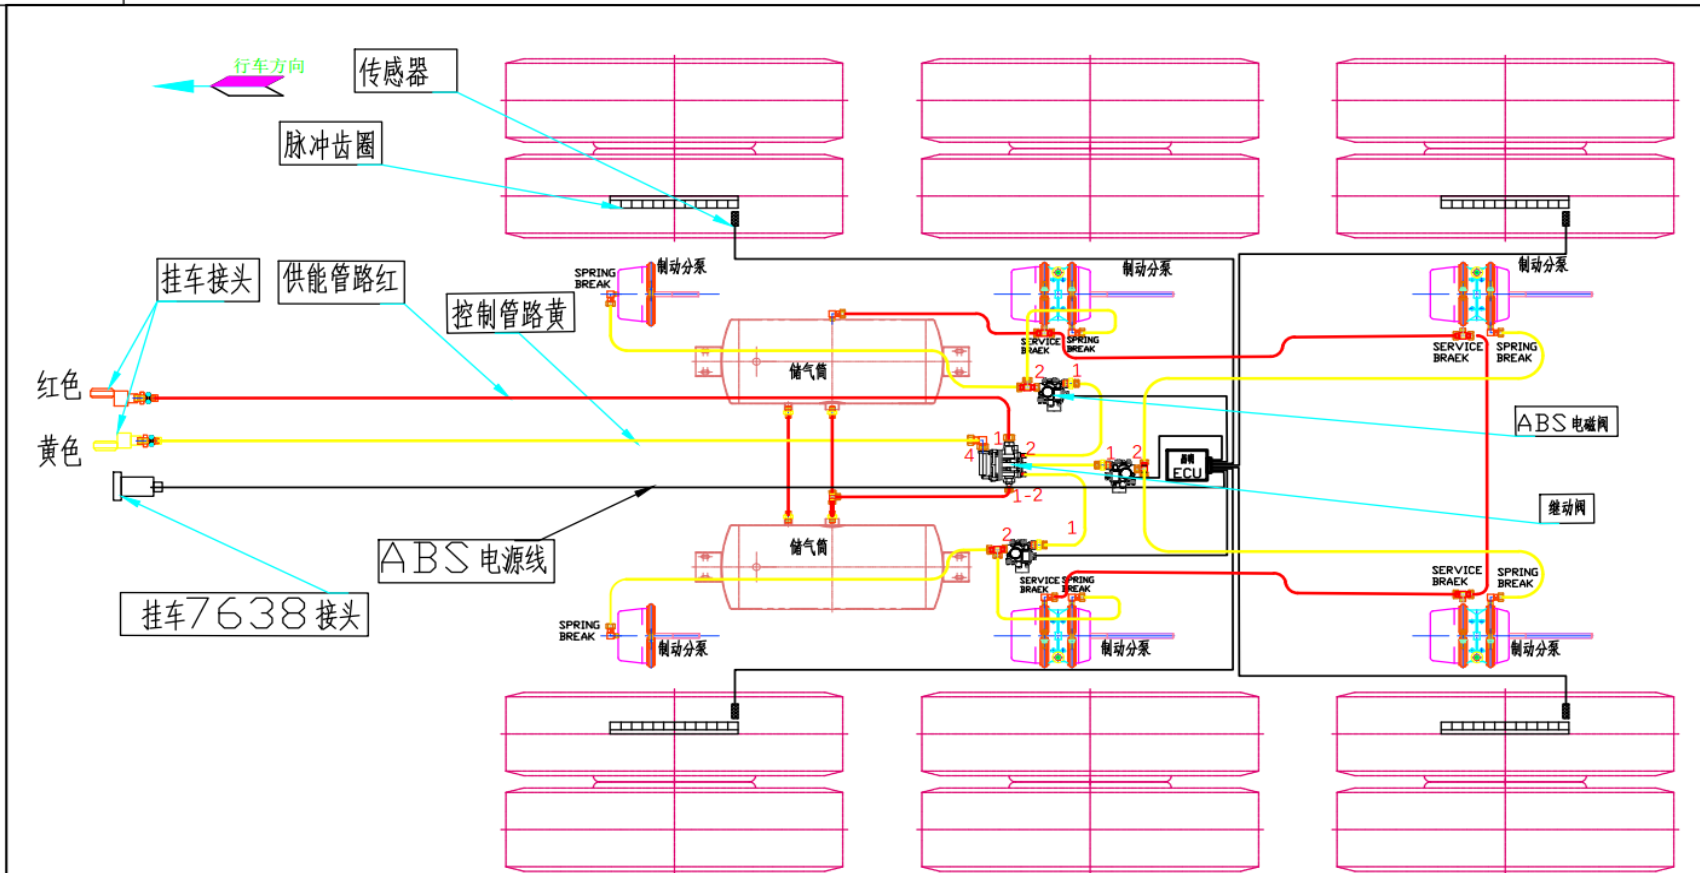 行车方向
传感器
脉冲齿圈
挂车接头
供能管路红
控制管路黄
红色
黄色
ABS电源线
挂车7638接头
SPRING
BREAK
制动分泵
制动分泵
制动分泵
SERVICE
BRAEK
SPRING
BREAK
SERVICE
BRAEK
SPRING
BREAK
储气筒
2
1
ABS电磁阀
1
2
4
1
2
ECU
1-2
继动阀
储气筒
2
1
SERVICE
BRAEK
SPRING
BREAK
SERVICE
BRAEK
SPRING
BREAK
SPRING
BREAK
制动分泵
制动分泵
制动分泵